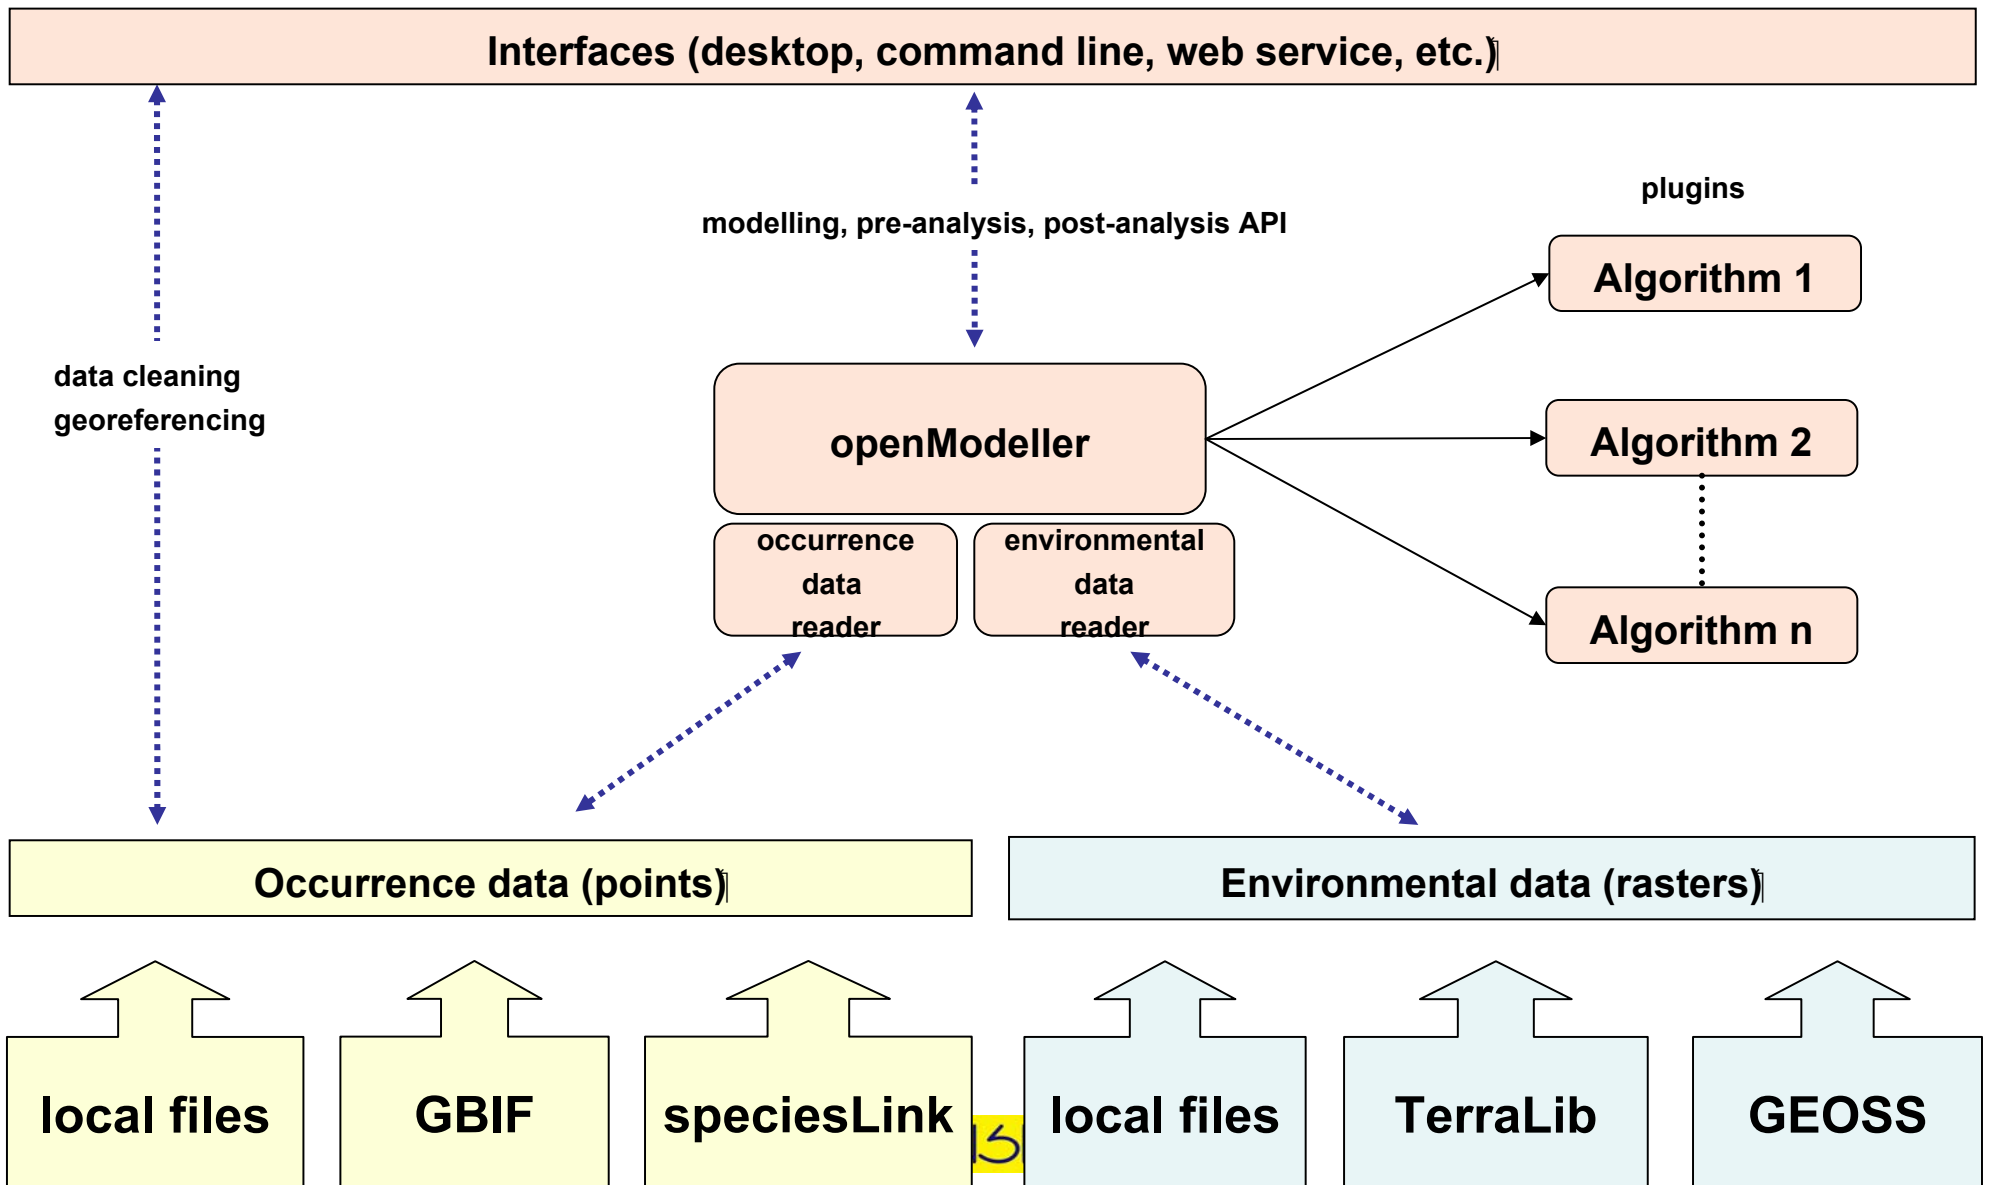 Interfaces (desktop, command line, web service, etc.)
plugins
modelling, pre-analysis, post-analysis API
Algorithm 1
data cleaning
georeferencing
openModeller
Algorithm 2
occurrence
data
reader
environmental
data
reader
Algorithm n
Occurrence data (points)
Environmental data (rasters)
local files
GBIF
speciesLink
local files
TerraLib
GEOSS